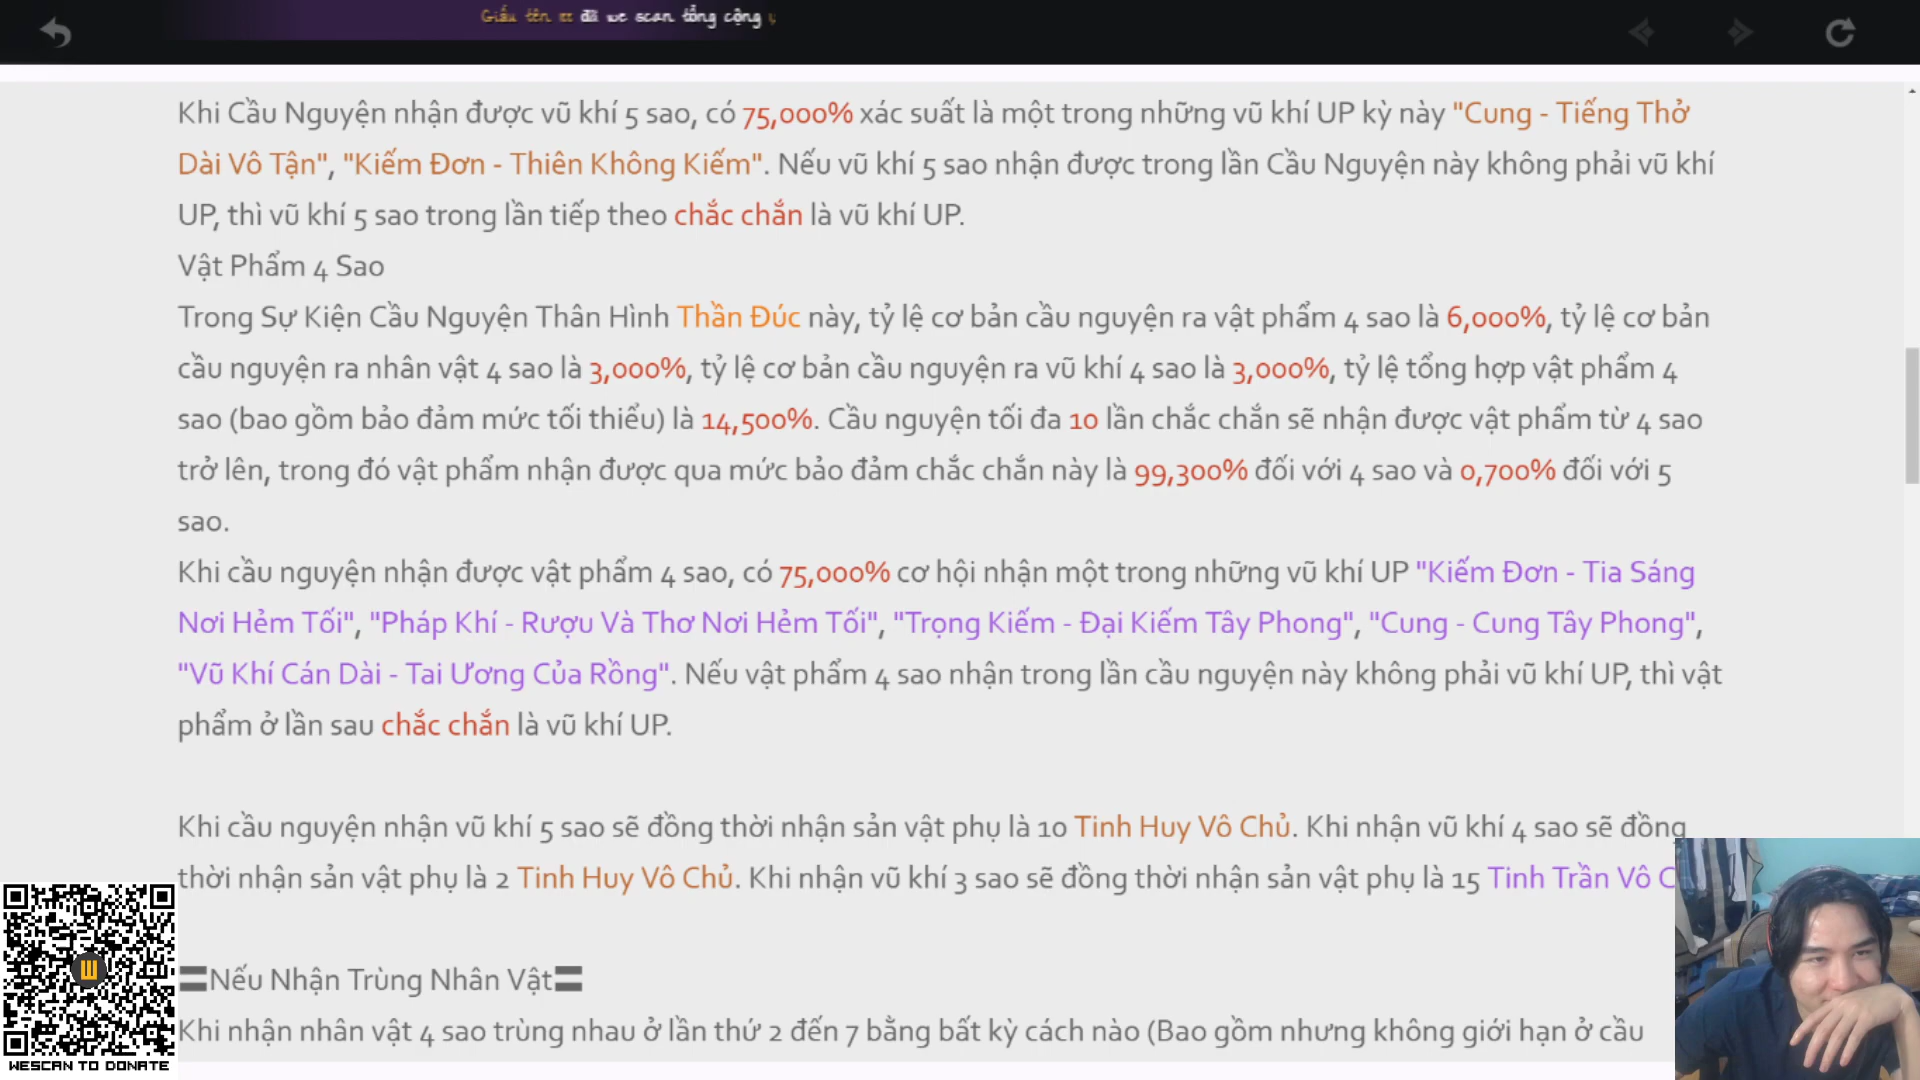 Giấu tên xx đã we scan tổng cộng
Khi Cầu Nguyện nhận được vũ khí 5 sao, có 75,000% xác suất là một trong những vũ khí UP kỳ này "Cung - Tiếng Thở
Dài Vô Tận", "Kiếm Đơn - Thiên Không Kiếm". Nếu vũ khí 5 sao nhận được trong lần Cầu Nguyện này không phải vũ khí
UP, thì vũ khí 5 sao trong lần tiếp theo chắc chắn là vũ khí UP.
Vật Phẩm 4 Sao
Trong Sự Kiện Cầu Nguyện Thân Hình Thần Đúc này, tỷ lệ cơ bản cầu nguyện ra vật phẩm 4 sao là 6,000%, tỷ lệ cơ bản
cầu nguyện ra nhân vật 4 sao là 3,000%, tỷ lệ cơ bản cầu nguyện ra vũ khí 4 sao là 3,000%, tỷ lệ tổng hợp vật phẩm 4
sao (bao gồm bảo đảm mức tối thiểu) là 14,500%. Cầu nguyện tối đa 10 lần chắc chắn sẽ nhận được vật phẩm từ 4 sao
trở lên, trong đó vật phẩm nhận được qua mức bảo đảm chắc chắn này là 99,300% đối với 4 sao và 0,700% đối với 5
sao.
Khi cầu nguyện nhận được vật phẩm 4 sao, có 75,000% cơ hội nhận một trong những vũ khí UP "Kiếm Đơn - Tia Sáng
Nơi Hẻm Tối", "Pháp Khí - Rượu Và Thơ Nơi Hẻm Tối", "Trọng Kiếm - Đại Kiếm Tây Phong", "Cung - Cung Tây Phong",
"Vũ Khí Cán Dài - Tai Ương Của Rồng". Nếu vật phẩm 4 sao nhận trong lần cầu nguyện này không phải vũ khí UP, thì vật
phẩm ở lần sau chắc chắn là vũ khí UP.
Khi cầu nguyện nhận vũ khí 5 sao sẽ đồng thời nhận sản vật phụ là 10 Tinh Huy Vô Chủ. Khi nhận vũ khí 4 sao sẽ đồng
thời nhận sản vật phụ là 2 Tinh Huy Vô Chủ. Khi nhận vũ khí 3 sao sẽ đồng thời nhận sản vật phụ là 15 Tinh Trần Vô C
〓Nếu Nhận Trùng Nhân Vật〓
Khi nhận nhân vật 4 sao trùng nhau ở lần thứ 2 đến 7 bằng bất kỳ cách nào (Bao gồm nhưng không giới hạn ở cầu
WESCAN TO DONATE